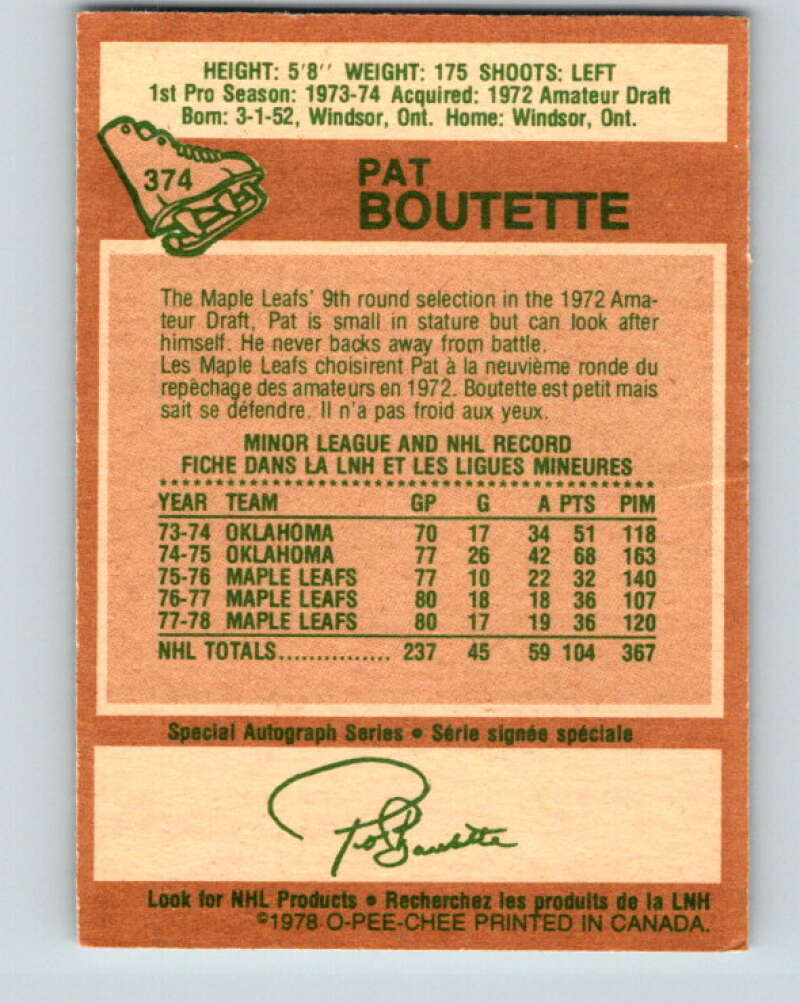 HEIGHT: 5'8'' WEIGHT: 175 SHOOTS: LEFT
1st Pro Season: 1973-74 Acquired: 1972 Amateur Draft
Born: 3-1-52, Windsor, Ont. Home: Windsor, Ont.
374
PAT
BOUTETTE
The Maple Leafs' 9th round selection in the 1972 Ama-
teur Draft, Pat is small in stature but can look after
himself. He never backs away from battle.
Les Maple Leafs choisirent Pat à la neuvième ronde du
repêchage des amateurs en 1972. Boutette est petit mais
sait se défendre. Il n'a pas froid aux yeux.
MINOR LEAGUE AND NHL RECORD
FICHE DANS LA LNH ET LES LIGUES MINEURES
YEAR TEAM GP G A PTS PIM
73-74 OKLAHOMA 70 17 34 51 118
74-75 OKLAHOMA 77 26 42 68 163
75-76 MAPLE LEAFS 77 10 22 32 140
76-77 MAPLE LEAFS 80 18 18 36 107
77-78 MAPLE LEAFS 80 17 19 36 120
NHL TOTALS............... 237 45 59 104 367
Special Autograph Series • Série signée spéciale
Pat Boutette
Look for NHL Products • Recherchez les produits de la LNH
©1978 O-PEE-CHEE PRINTED IN CANADA.